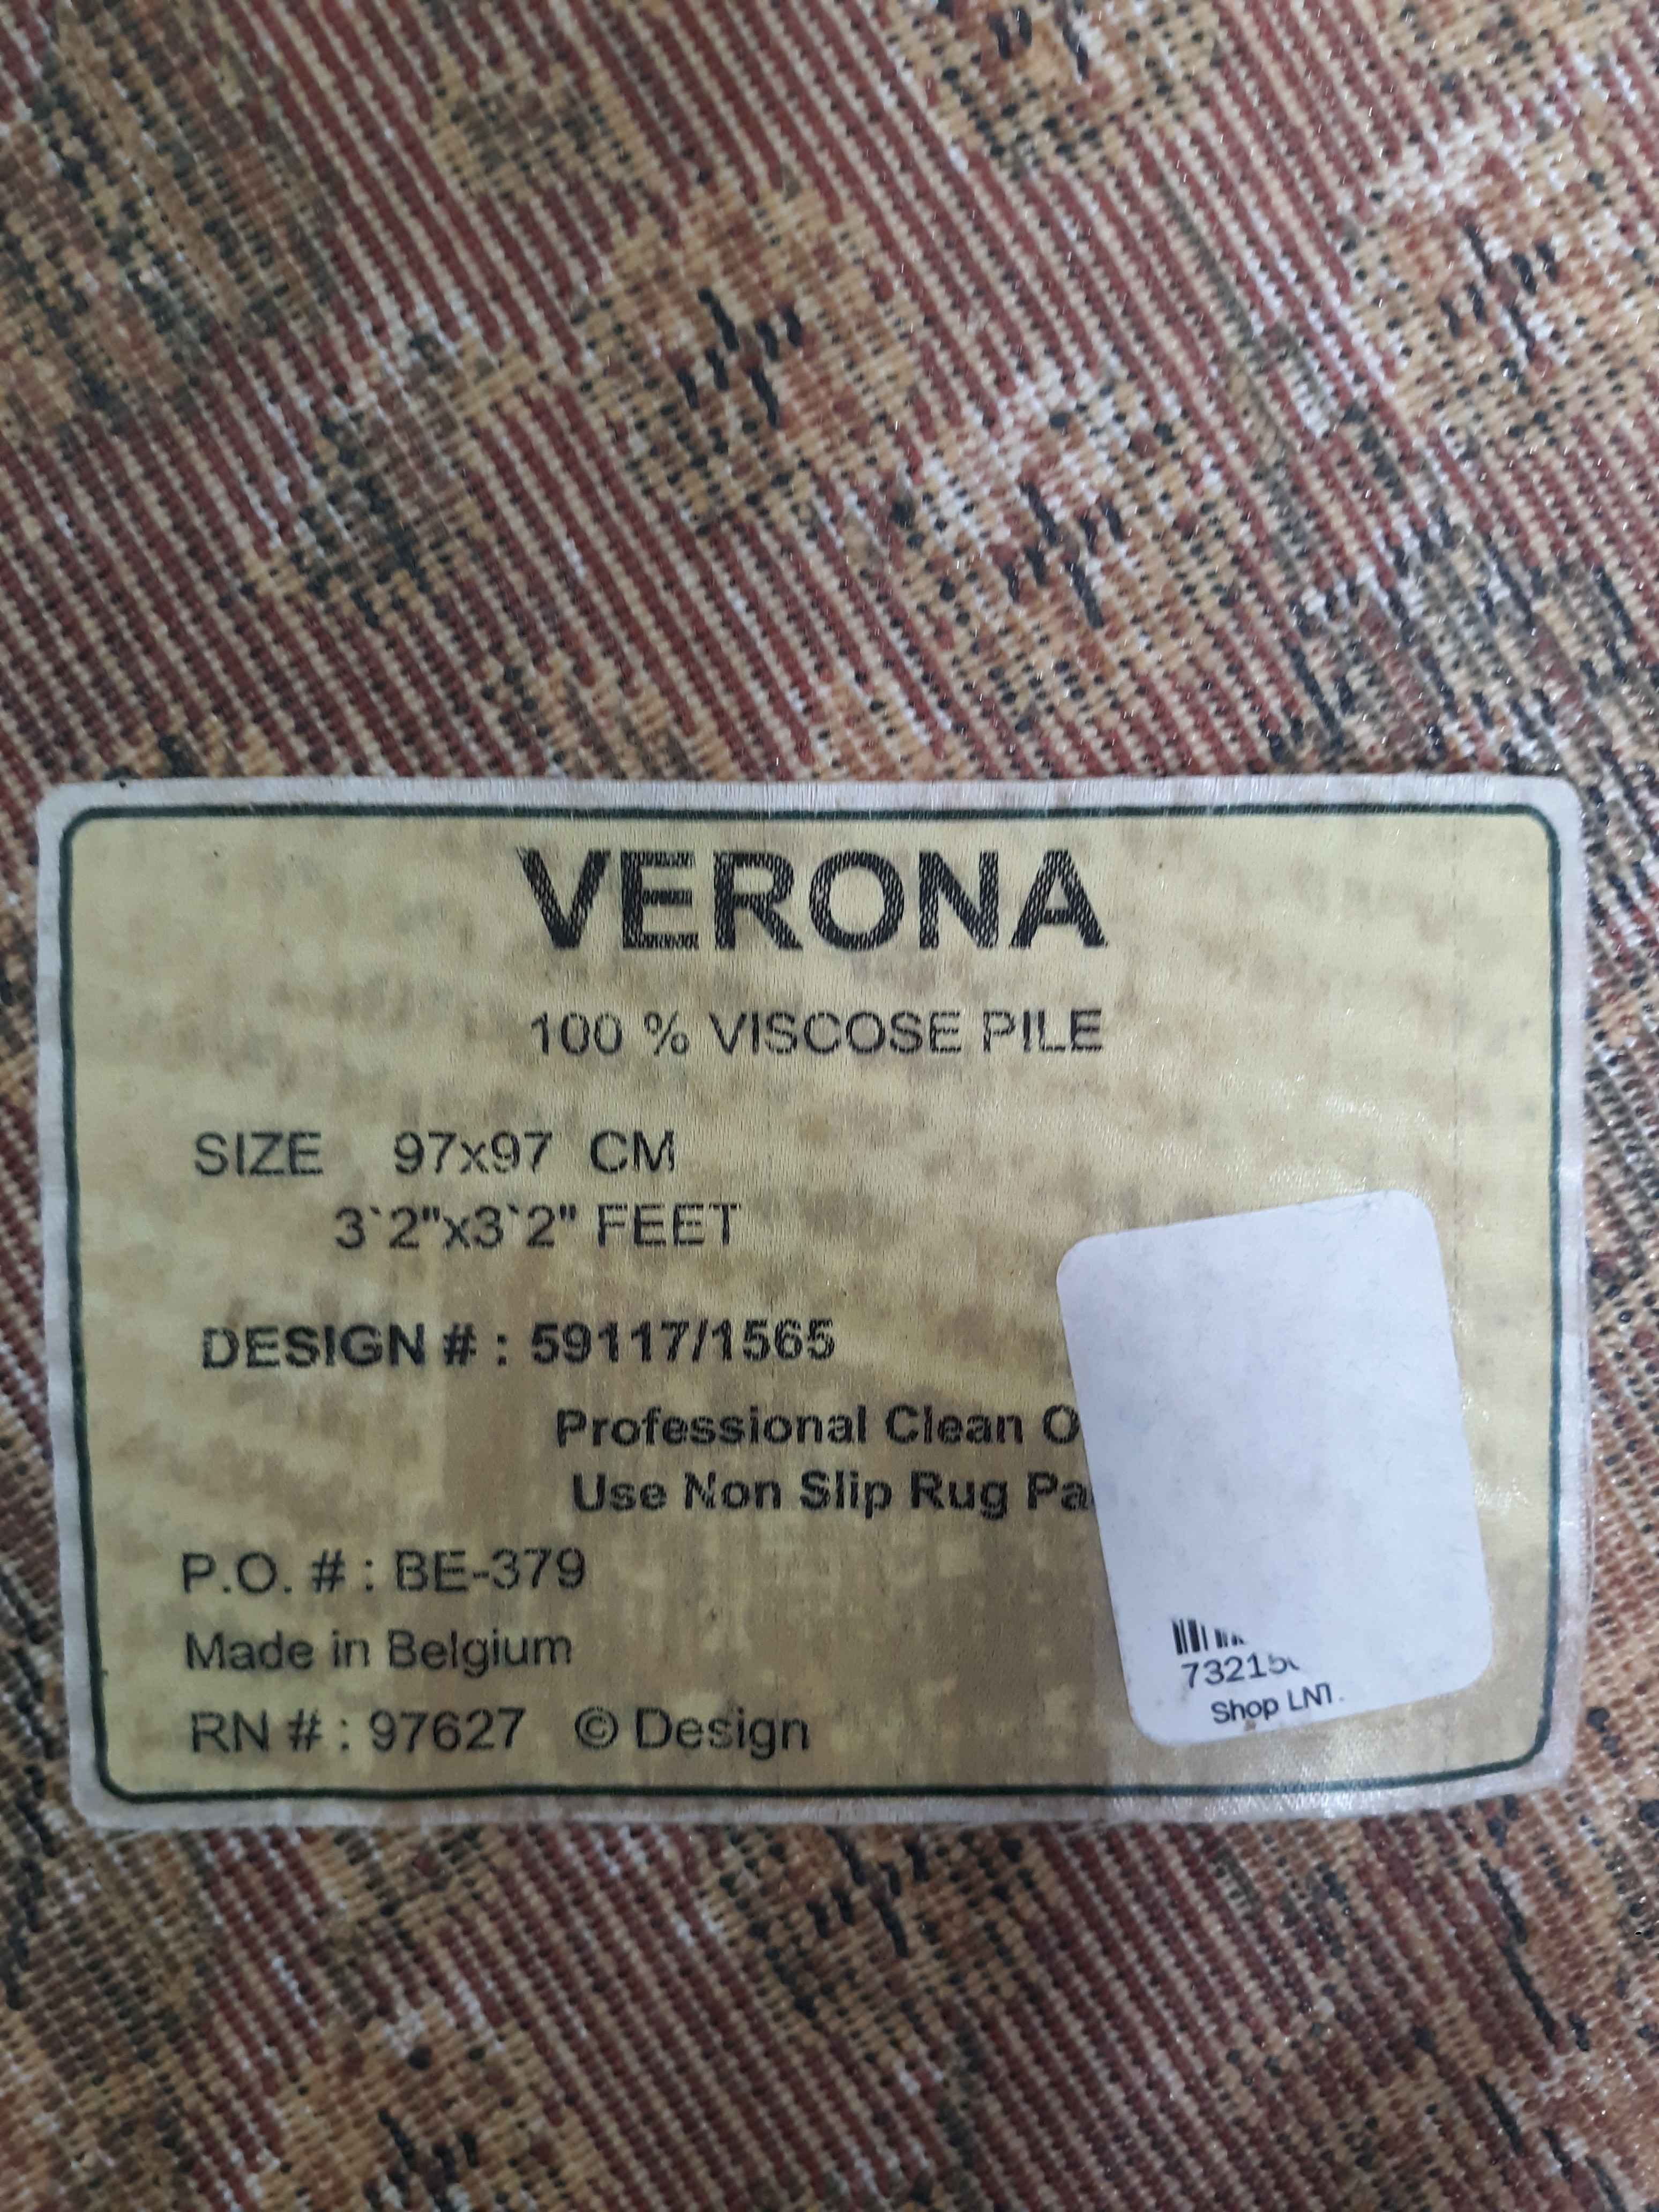 VERONA
100 % VISCOSE PILE
SIZE 97x97 CM
3`2"x3`2" FEET
DESIGN # : 59117/1565
Professional Clean
Use Non Slip Rug
P.O. # : BE-379
Made in Belgium
RN # : 97627 © Design
73215
Shop LNT.